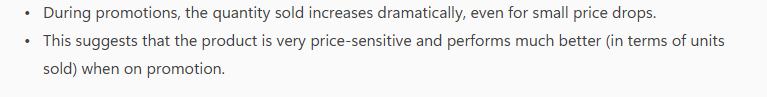 • During promotions, the quantity sold increases dramatically, even for small price drops.
• This suggests that the product is very price-sensitive and performs much better (in terms of units
sold) when on promotion.